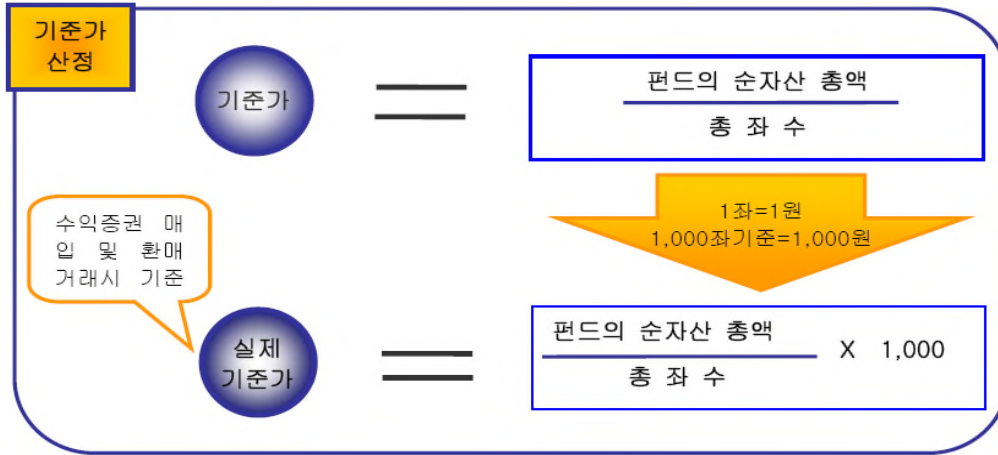 기준가
산정
기준가
펀드의 순자산 총액
총 좌 수
1좌=1원
1,000좌기준=1,000원
수익증권 매
입 및 환매
거래시 기준
실제
기준가
펀드의 순자산 총액
총 좌 수
X 1,000